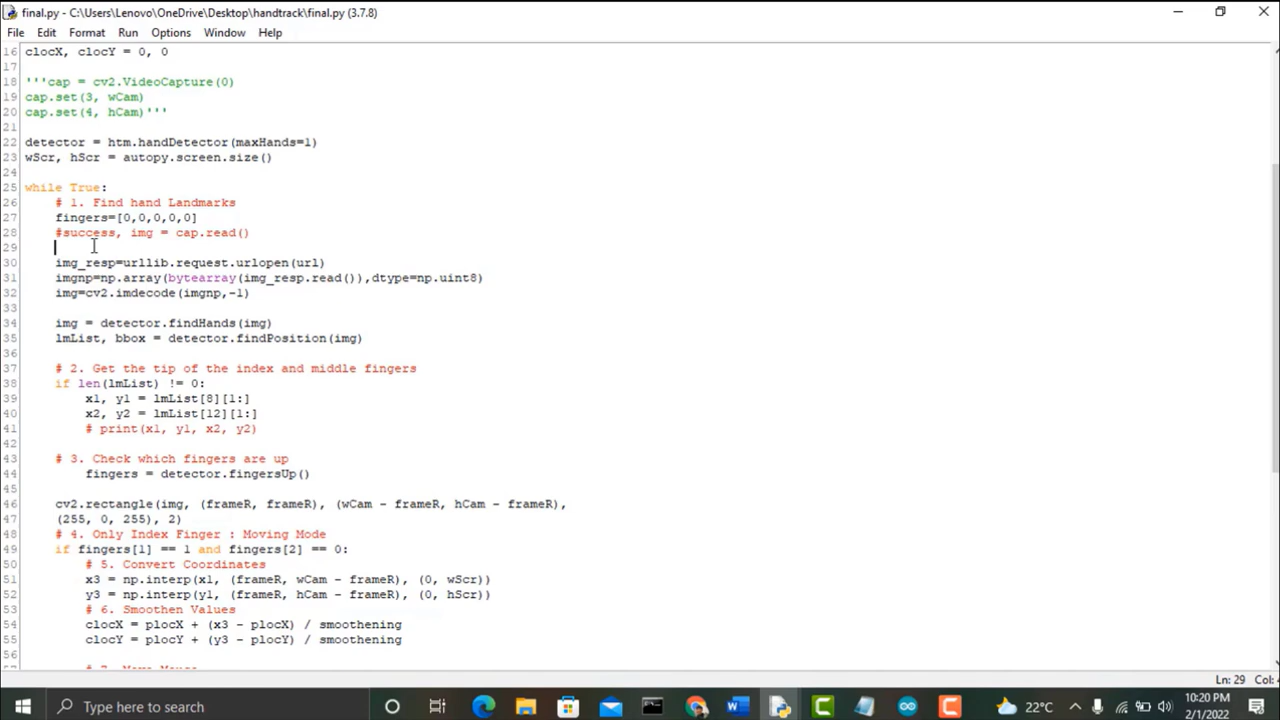 final.py - C:\Users\Lenovo\OneDrive\Desktop\handtrack\final.py (3.7.8)
File Edit Format Run Options Window Help
16 clocX, clocY = 0, 0
17
18 '''cap = cv2.VideoCapture(0)
19 cap.set(3, wCam)
20 cap.set(4, hCam)'''
21
22 detector = htm.handDetector(maxHands=1)
23 wScr, hScr = autopy.screen.size()
24
25 while True:
26     # 1. Find hand Landmarks
27     fingers=[0,0,0,0,0]
28     #success, img = cap.read()
29
30     img_resp=urllib.request.urlopen(url)
31     imgnp=np.array(bytearray(img_resp.read()),dtype=np.uint8)
32     img=cv2.imdecode(imgnp,-1)
33
34     img = detector.findHands(img)
35     lmList, bbox = detector.findPosition(img)
36
37     # 2. Get the tip of the index and middle fingers
38     if len(lmList) != 0:
39         x1, y1 = lmList[8][1:]
40         x2, y2 = lmList[12][1:]
41         # print(x1, y1, x2, y2)
42
43     # 3. Check which fingers are up
44         fingers = detector.fingersUp()
45
46     cv2.rectangle(img, (frameR, frameR), (wCam - frameR, hCam - frameR),
47     (255, 0, 255), 2)
48     # 4. Only Index Finger : Moving Mode
49     if fingers[1] == 1 and fingers[2] == 0:
50         # 5. Convert Coordinates
51         x3 = np.interp(x1, (frameR, wCam - frameR), (0, wScr))
52         y3 = np.interp(y1, (frameR, hCam - frameR), (0, hScr))
53         # 6. Smoothen Values
54         clocX = plocX + (x3 - plocX) / smoothening
55         clocY = plocY + (y3 - plocY) / smoothening
56
Ln: 29 Col:
Type here to search
22°C
10:20 PM
2/1/2022